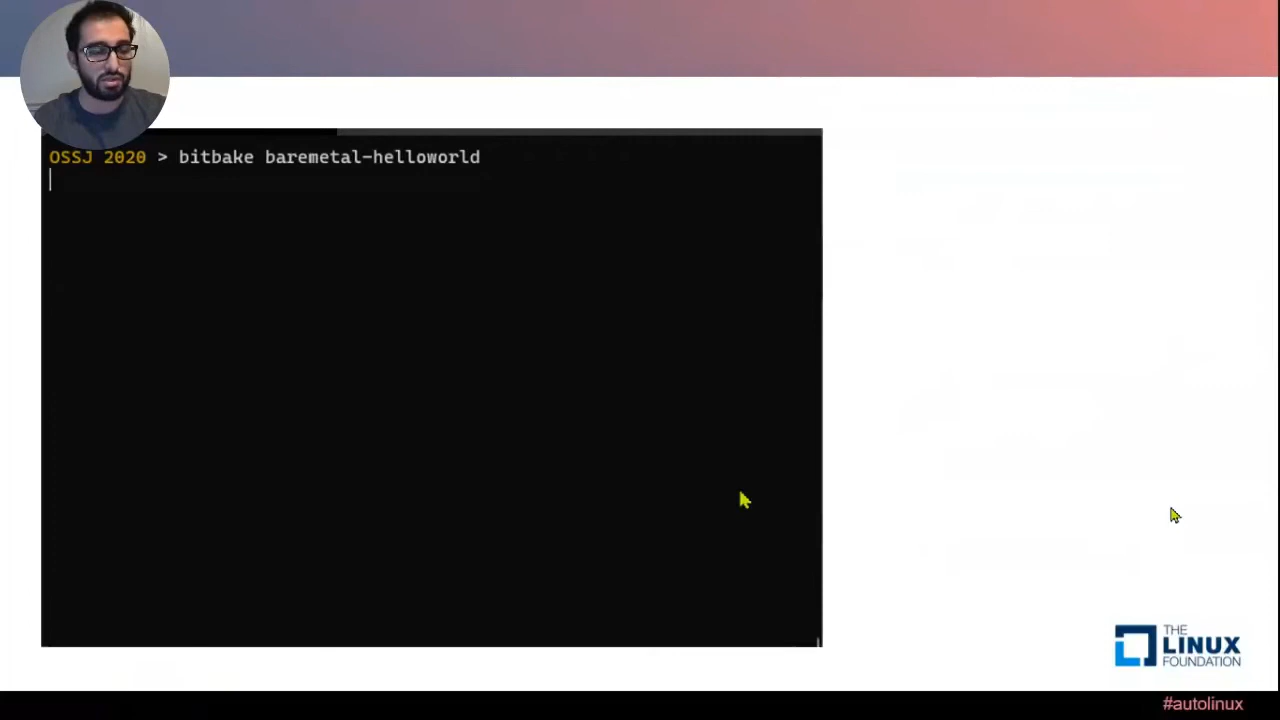 OSSJ 2020 > bitbake baremetal-helloworld
THE
LINUX
FOUNDATION
#autolinux